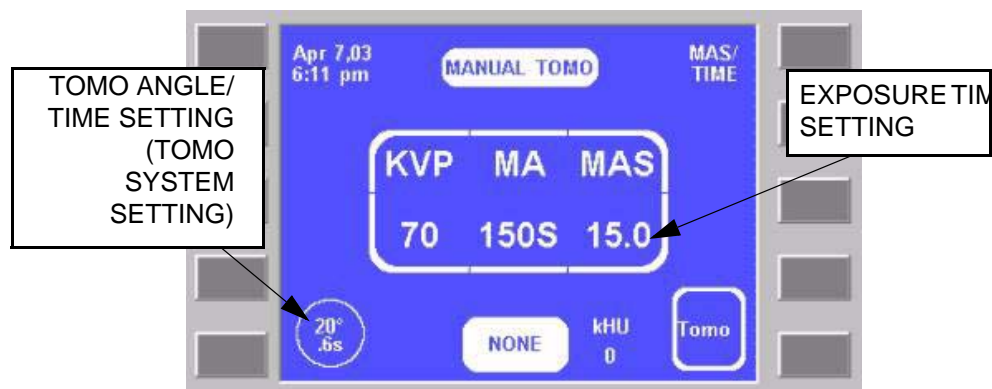 TOMO ANGLE/
TIME SETTING
(TOMO
SYSTEM
SETTING)
Apr 7,03
6:11 pm
MANUAL TOMO
MAS/
TIME
EXPOSURE TIM
SETTING
KVP MA MAS
70 150S 15.0
20°
.6s
NONE
kHU
0
Tomo